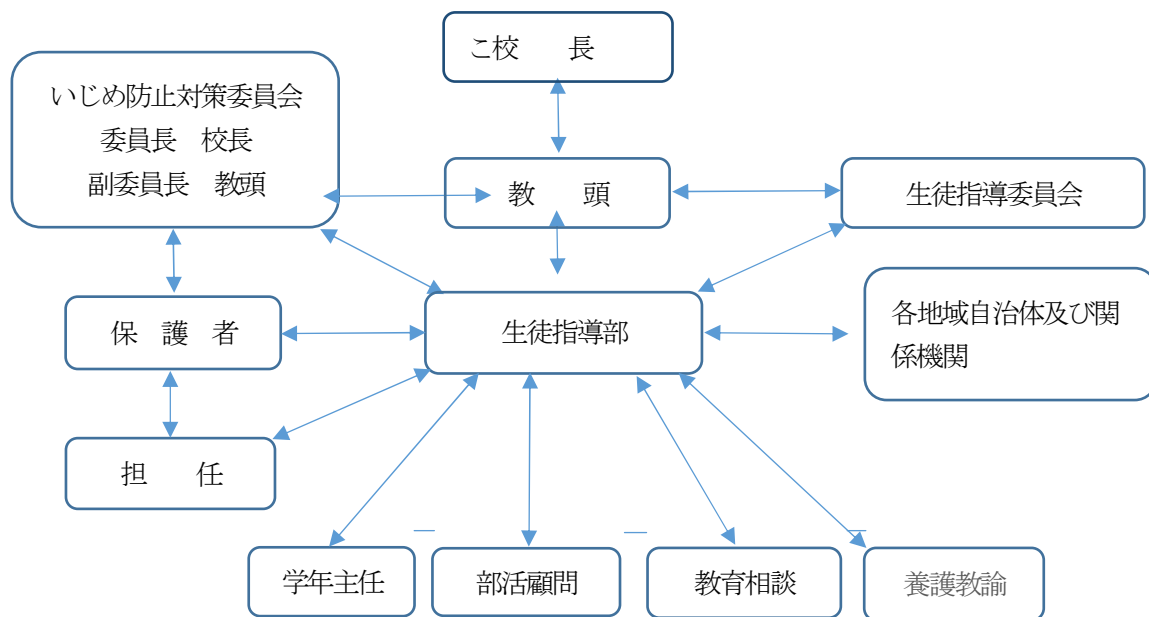 こ校　　長
いじめ防止対策委員会
委員長　校長
副委員長　教頭
教　　頭
生徒指導委員会
保　護　者
生徒指導部
各地域自治体及び関
係機関
担　　任
学年主任
部活顧問
教育相談
養護教諭